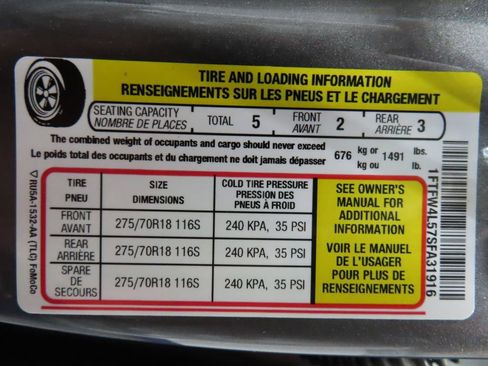 TIRE AND LOADING INFORMATION
RENSEIGNEMENTS SUR LES PNEUS ET LE CHARGEMENT
SEATING CAPACITY
NOMBRE DE PLACES
TOTAL 5
FRONT
AVANT 2
REAR
ARRIÈRE 3
The combined weight of occupants and cargo should never exceed
Le poids total des occupants et du chargement ne doit jamais dépasser
676 kg or 1491 lbs.
kg ou lb.
TIRE
PNEU
SIZE
DIMENSIONS
COLD TIRE PRESSURE
PRESSION DES
PNEUS À FROID
FRONT
AVANT
275/70R18 116S
240 KPA, 35 PSI
REAR
ARRIÈRE
275/70R18 116S
240 KPA, 35 PSI
SPARE
DE SECOURS
275/70R18 116S
240 KPA, 35 PSI
SEE OWNER'S
MANUAL FOR
ADDITIONAL
INFORMATION
VOIR LE MANUEL
DE L'USAGER
POUR PLUS DE
RENSEIGNEMENTS
RU5A-1532-AA (TLC) FoMoCo
1FTFW4L57SFA31916